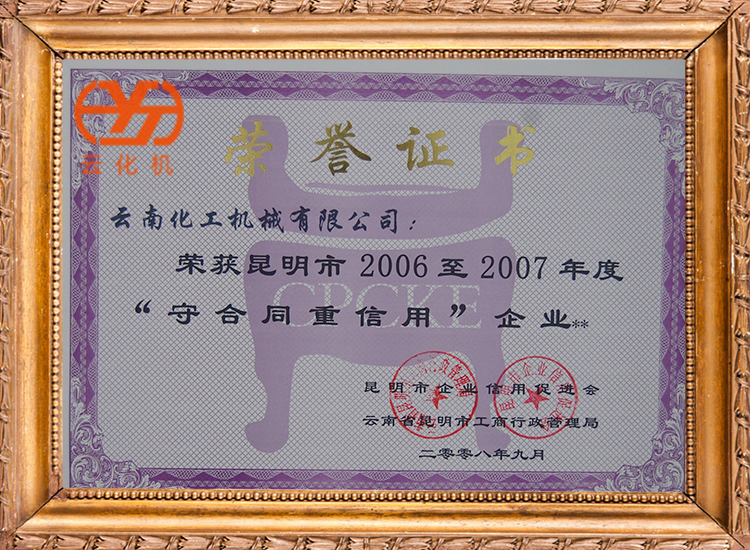 云化机
荣誉证书
云南化工机械有限公司：
荣获昆明市 2006 至 2007 年度
“守合同重信用”企业**
CPCKE
昆明市企业信用促进会
云南省昆明市工商行政管理局
二零零八年九月